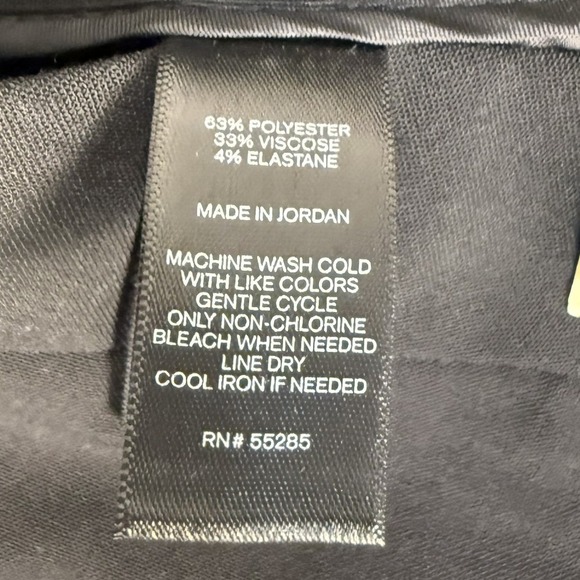 63% POLYESTER
33% VISCOSE
4% ELASTANE
MADE IN JORDAN
MACHINE WASH COLD
WITH LIKE COLORS
GENTLE CYCLE
ONLY NON-CHLORINE
BLEACH WHEN NEEDED
LINE DRY
COOL IRON IF NEEDED
RN# 55285